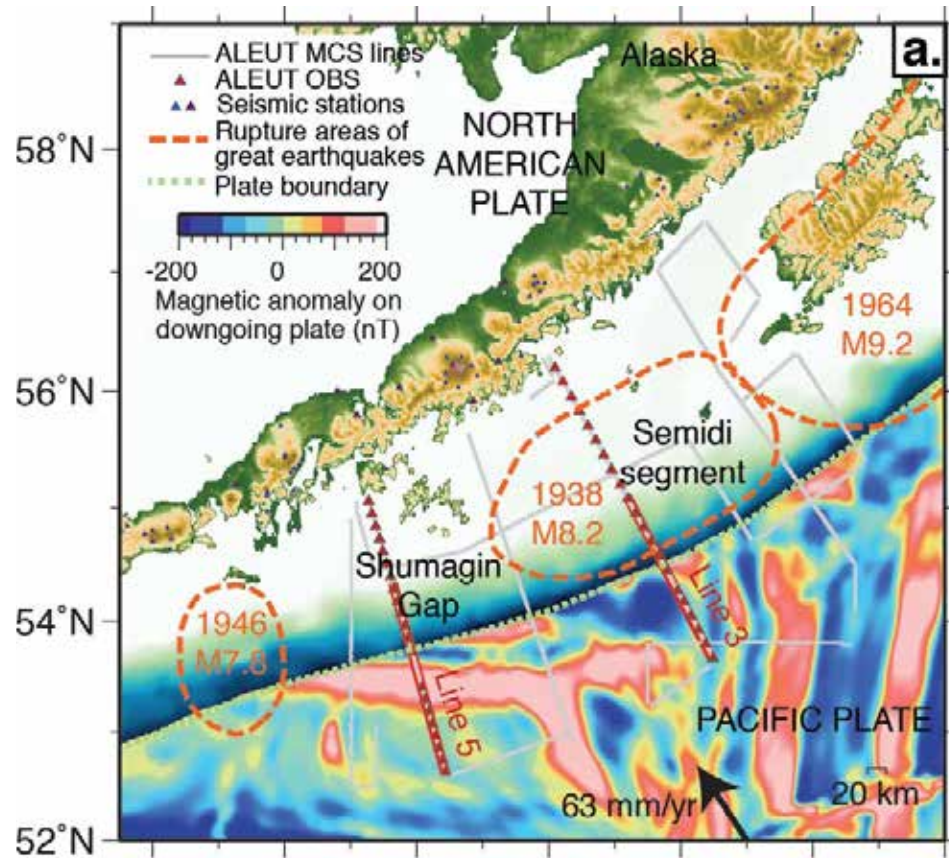 a.
ALEUT MCS lines
ALEUT OBS
Seismic stations
Rupture areas of
great earthquakes
Plate boundary
-200 0 200
Magnetic anomaly on
downgoing plate (nT)
Alaska
NORTH
AMERICAN
PLATE
58°N
56°N
54°N
52°N
1964
M9.2
Semidi
segment
1938
M8.2
Shumagin
Gap
1946
M7.8
Line 3
Line 5
PACIFIC PLATE
63 mm/yr
20 km